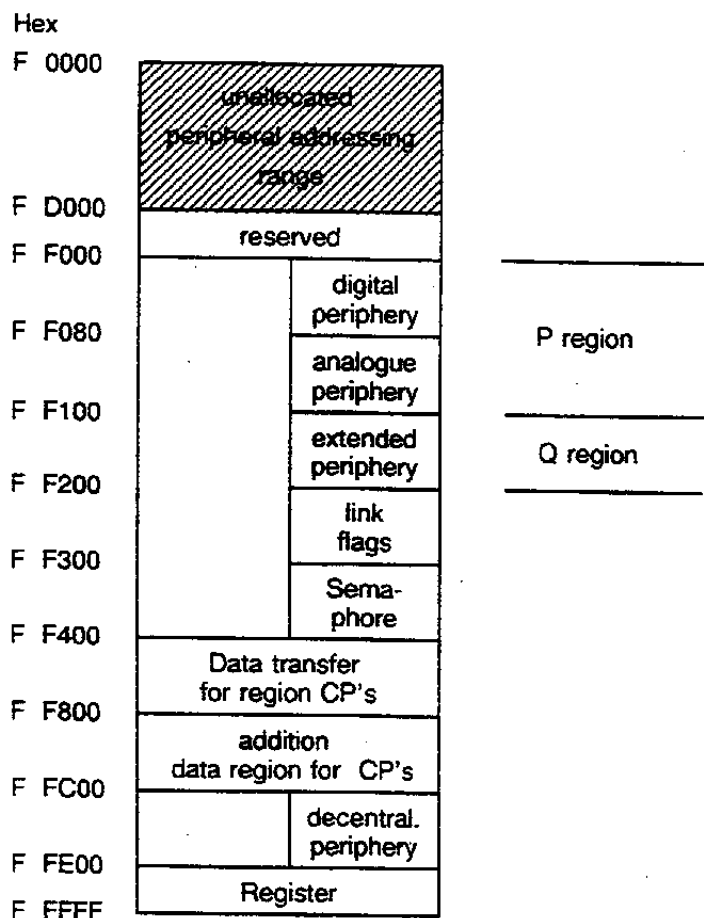 Hex
F 0000
unallocated
peripheral addressing
range
F D000
reserved
F F000
digital
periphery
P region
F F080
analogue
periphery
F F100
extended
periphery
Q region
F F200
link
flags
F F300
Sema-
phore
F F400
Data transfer
for region CP's
F F800
addition
data region for CP's
F FC00
decentral.
periphery
F FE00
Register
F FFFF